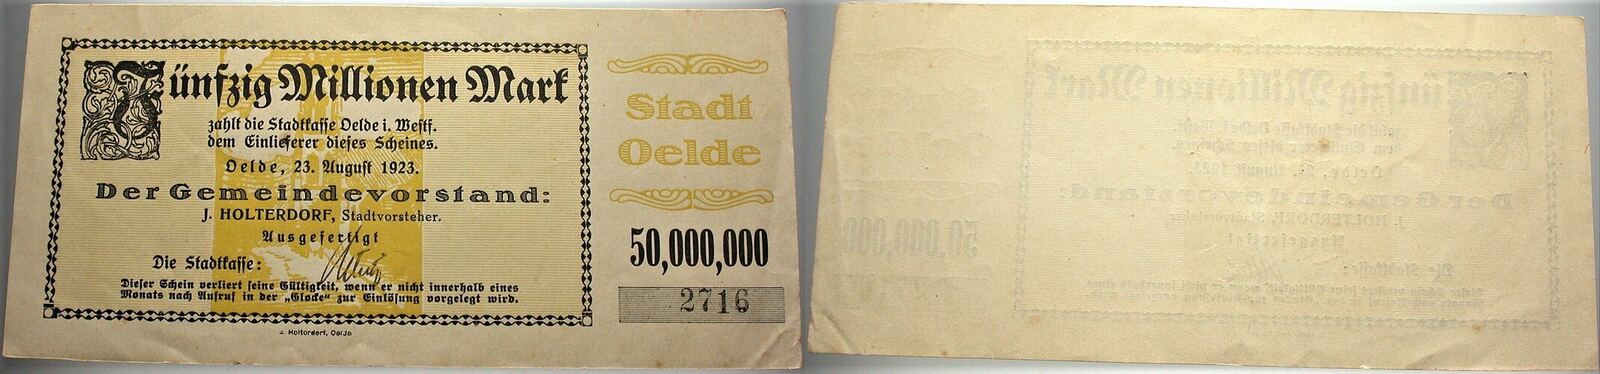 Fünfzig Millionen Mark
zahlt die Stadtkasse Oelde i. Westf.
dem Einlieferer dieses Scheines.
Oelde, 23. August 1923.
Der Gemeindevorstand:
J. HOLTERDORF, Stadtvorsteher.
Ausgefertigt
Die Stadtkasse:
Dieser Schein verliert seine Gültigkeit, wenn er nicht innerhalb eines
Monats nach Aufruf in der „Glocke" zur Einlösung vorgelegt wird.
J. Holterdorf, Oelde
Stadt
Oelde
50,000,000
2716